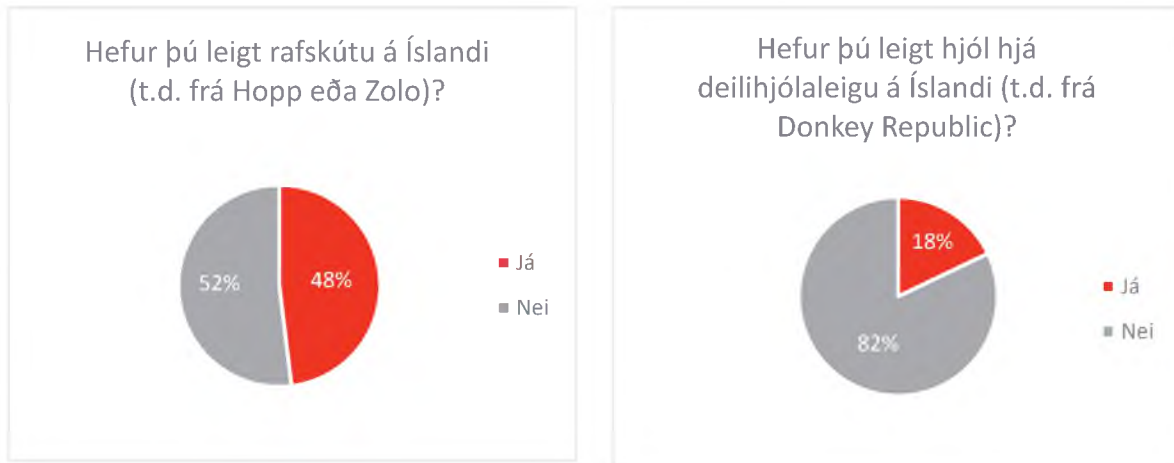 Hefur þú leigt rafskútu á Íslandi
(t.d. frá Hopp eða Zolo)?
52%
48%
Já
Nei
Hefur þú leigt hjól hjá
deilihjólaleigu á Íslandi (t.d. frá
Donkey Republic)?
18%
82%
Já
Nei